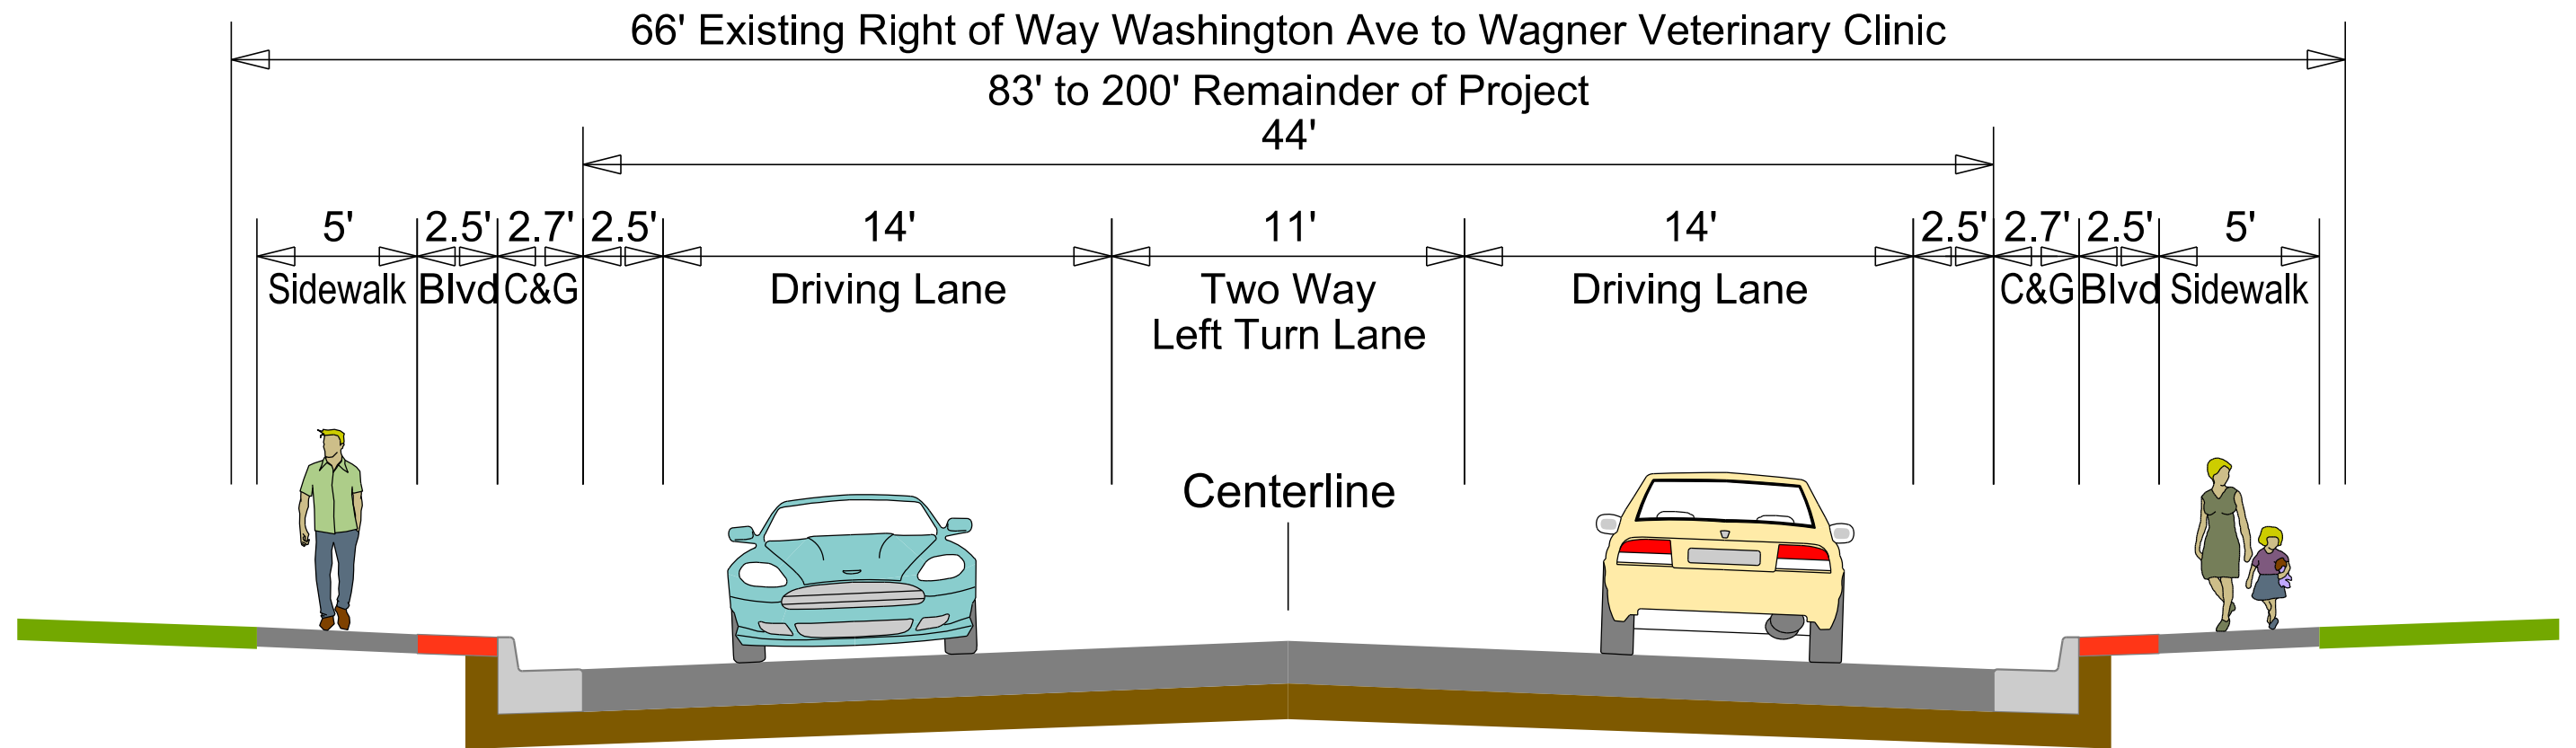 66' Existing Right of Way Washington Ave to Wagner Veterinary Clinic
83' to 200' Remainder of Project
44'
5' 2.5' 2.7' 2.5' 14' 11' 14' 2.5' 2.7' 2.5' 5'
Sidewalk Blvd C&G Driving Lane Two Way Driving Lane C&G Blvd Sidewalk
Left Turn Lane
Centerline